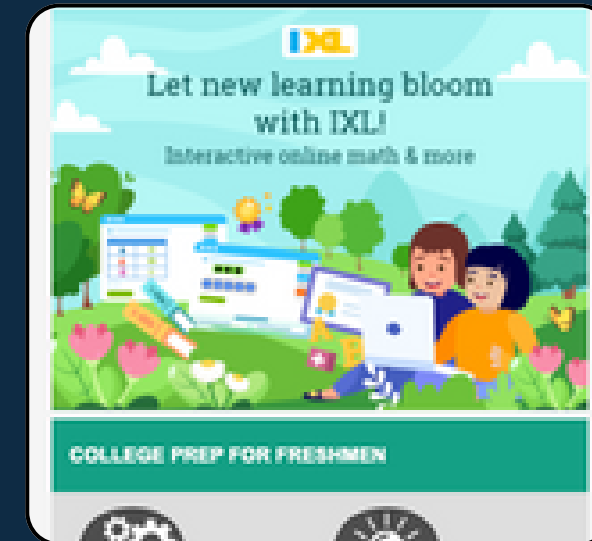 IXL
Let new learning bloom
with IXL!
Interactive online math & more
COLLEGE PREP FOR FRESHMEN